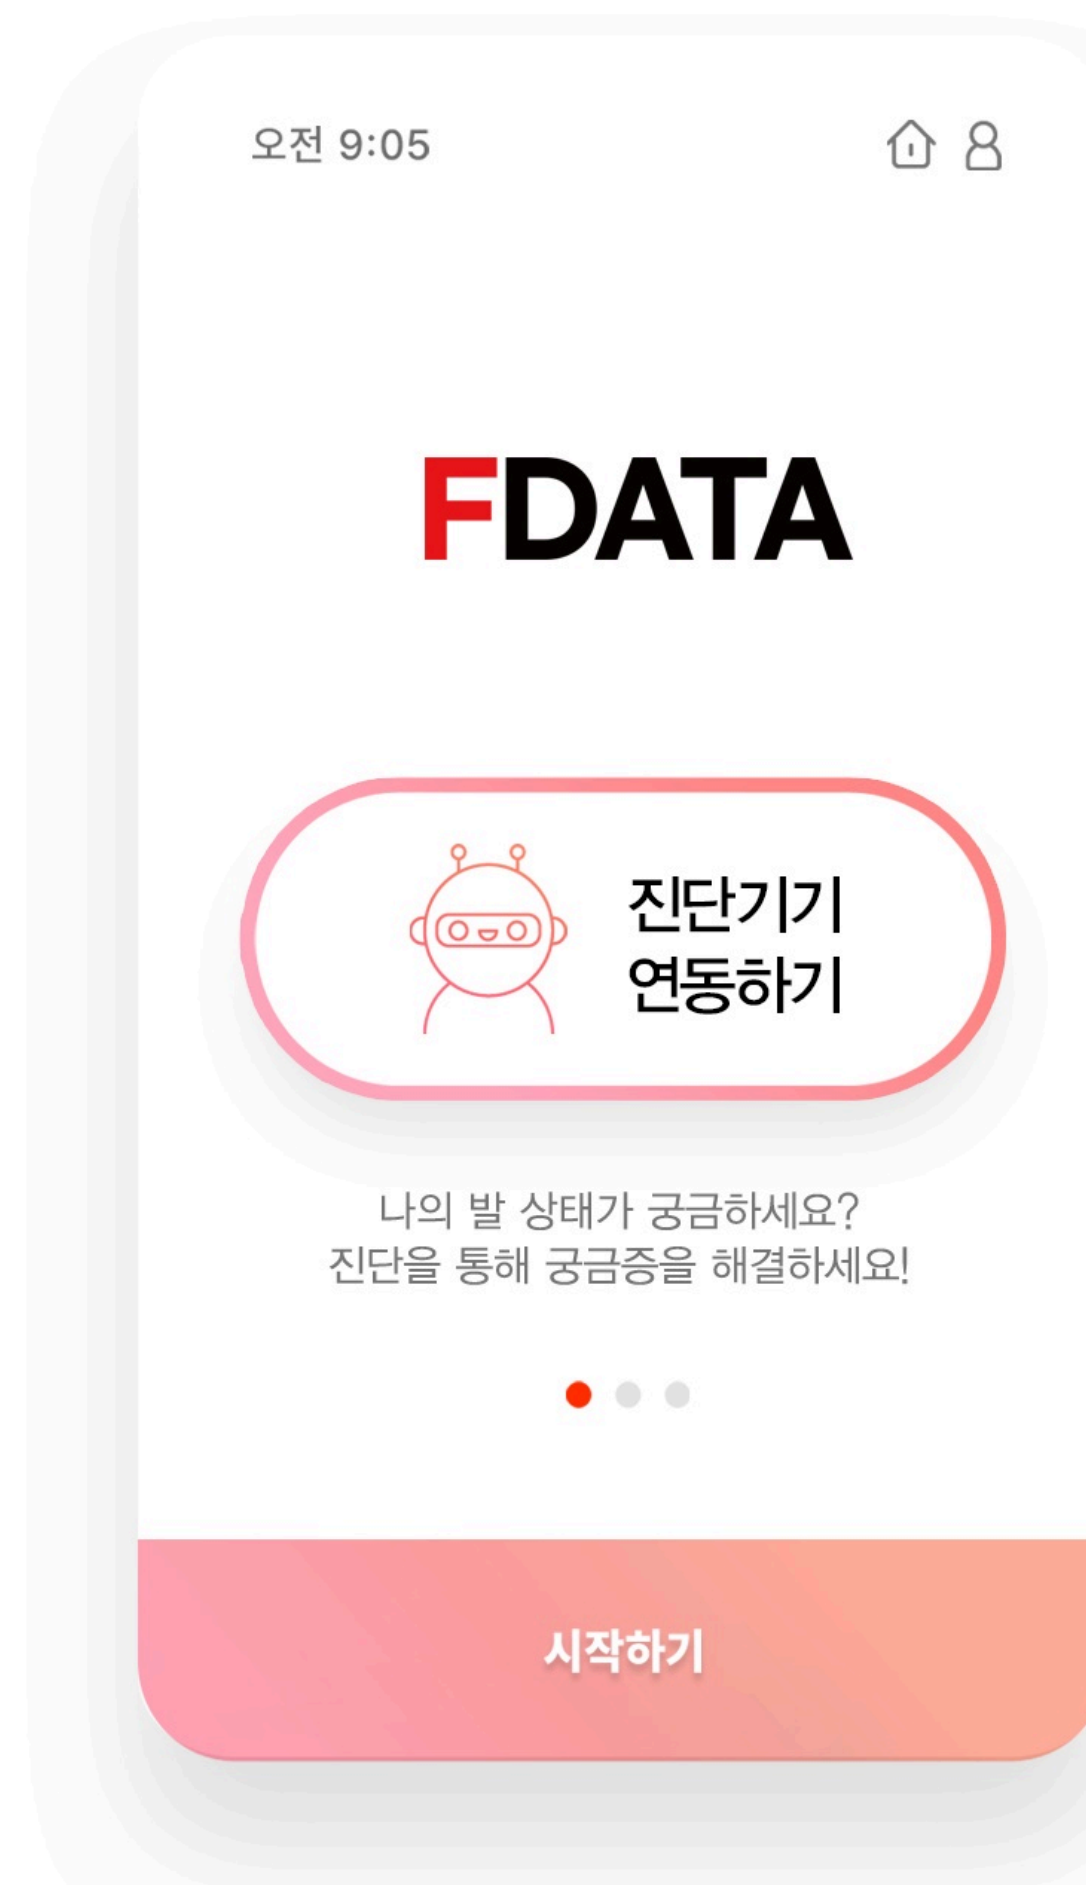 오전 9:05
FDATA
진단기기
연동하기
나의 발 상태가 궁금하세요?
진단을 통해 궁금증을 해결하세요!
시작하기